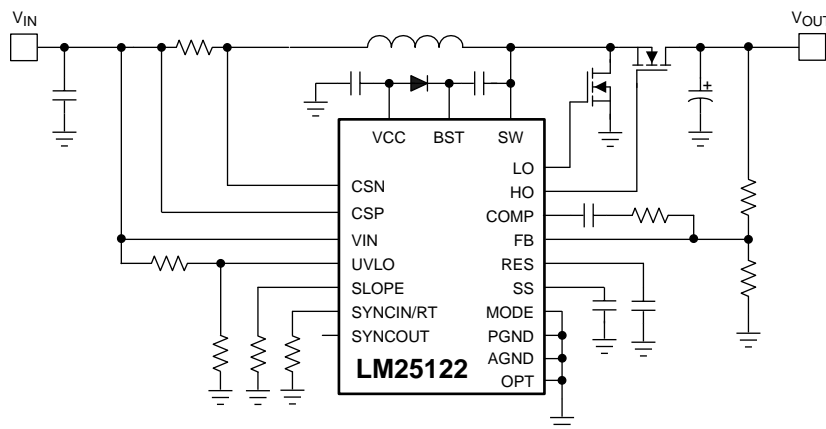 VIN
VOUT
VCC BST SW
LO
HO
COMP
FB
RES
SS
MODE
PGND
AGND
OPT
CSN
CSP
VIN
UVLO
SLOPE
SYNCIN/RT
SYNCOUT
LM25122
+